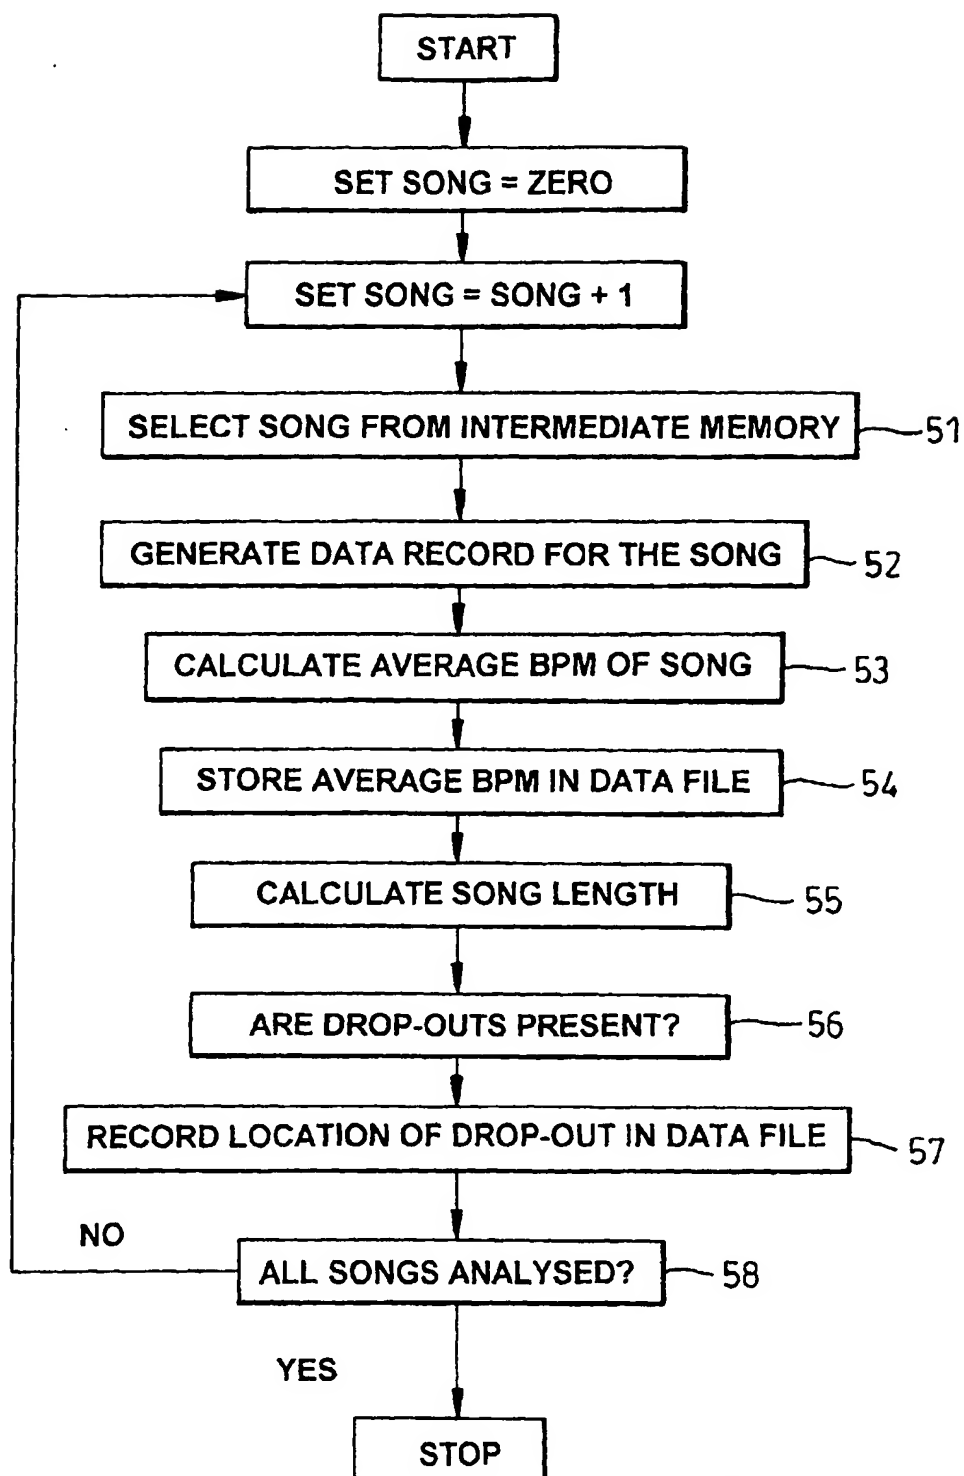 START
SET SONG = ZERO
SET SONG = SONG + 1
SELECT SONG FROM INTERMEDIATE MEMORY 51
GENERATE DATA RECORD FOR THE SONG 52
CALCULATE AVERAGE BPM OF SONG 53
STORE AVERAGE BPM IN DATA FILE 54
CALCULATE SONG LENGTH 55
ARE DROP-OUTS PRESENT? 56
RECORD LOCATION OF DROP-OUT IN DATA FILE 57
NO
ALL SONGS ANALYSED? 58
YES
STOP